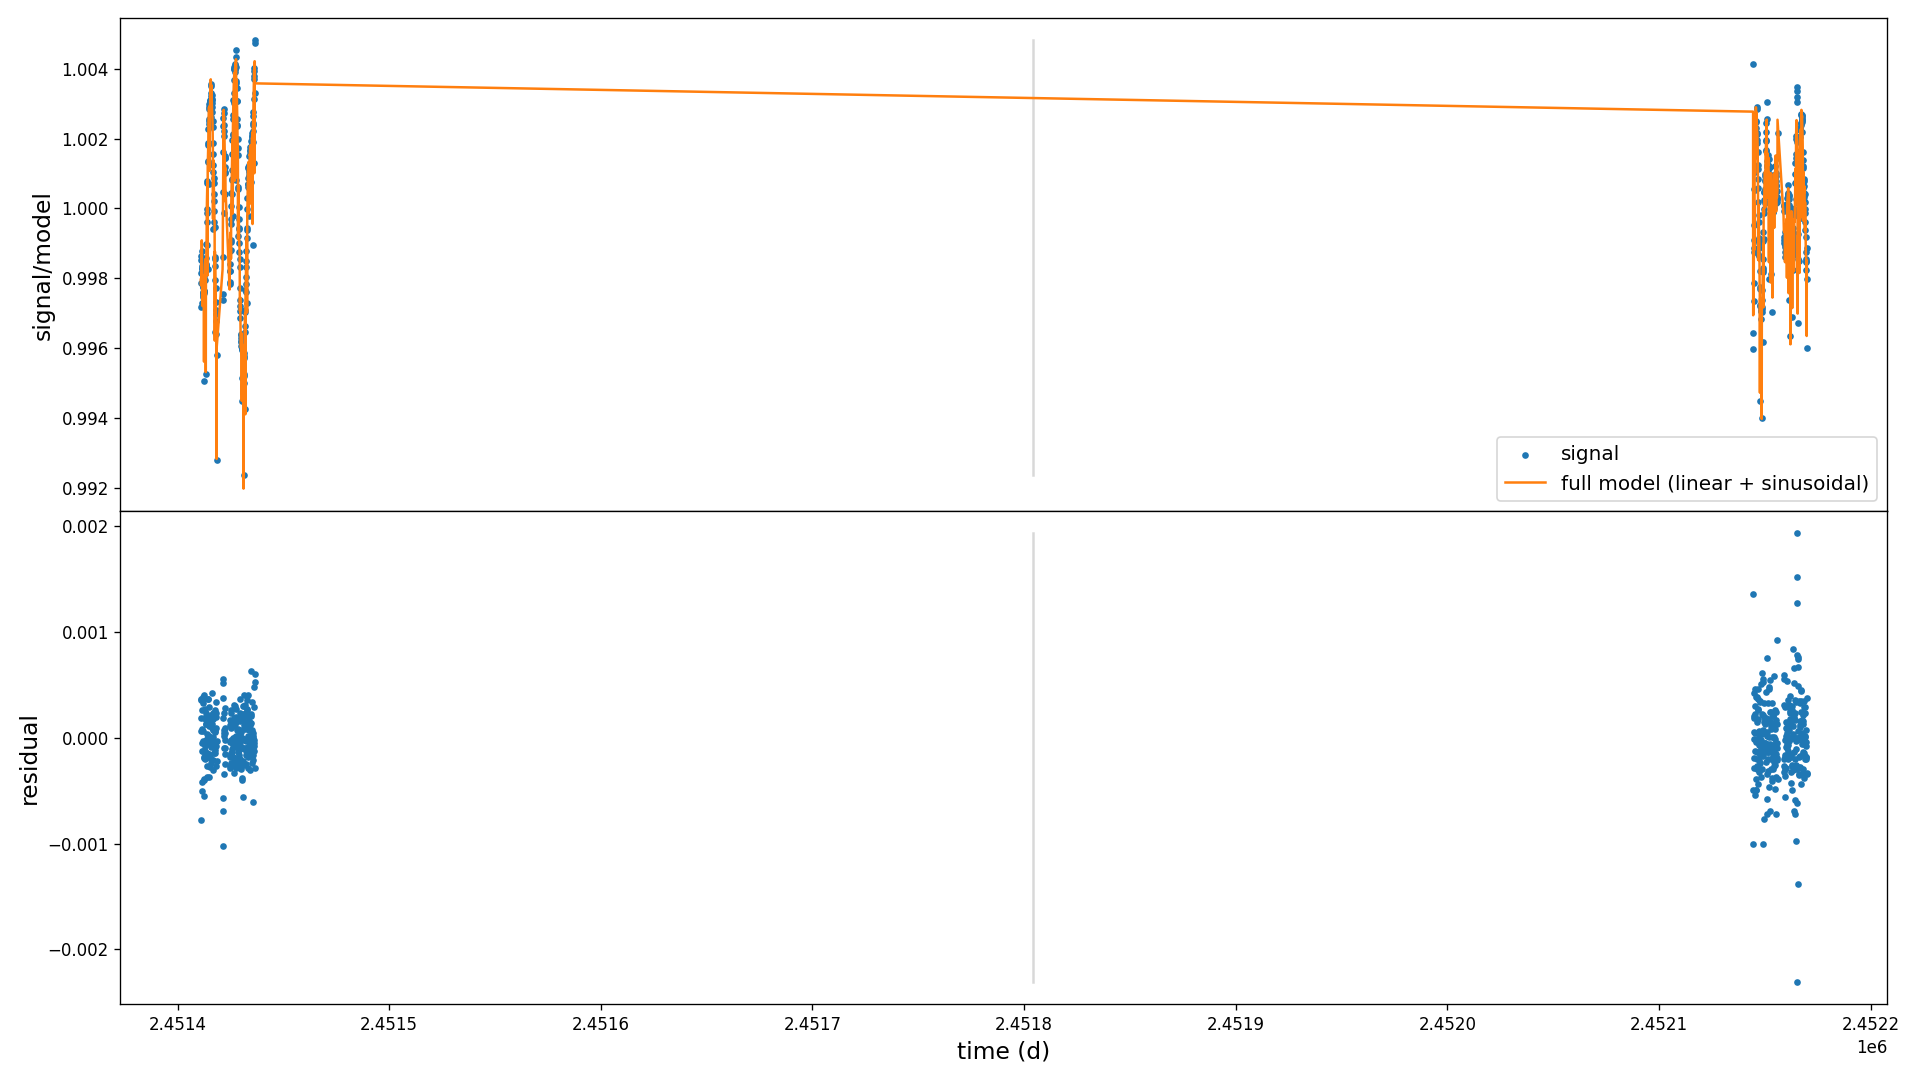 signal/model
1.004
1.002
1.000
0.998
0.996
0.994
0.992
signal
full model (linear + sinusoidal)
residual
0.002
0.001
0.000
−0.001
−0.002
2.4514 2.4515 2.4516 2.4517 2.4518 2.4519 2.4520 2.4521 2.4522
1e6
time (d)